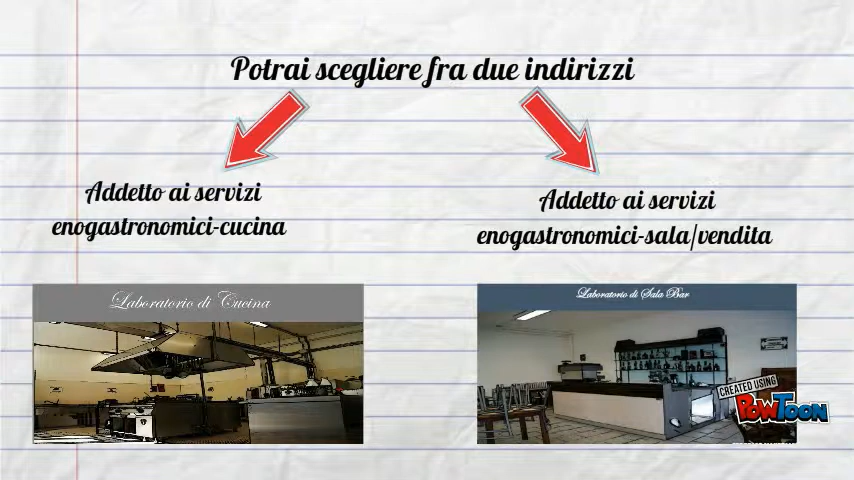 Potrai scegliere fra due indirizzi
Addetto ai servizi
enogastronomici-cucina
Addetto ai servizi
enogastronomici-sala/vendita
Laboratorio di Cucina
Laboratorio di Sala Bar
CREATED USING
POWTOON